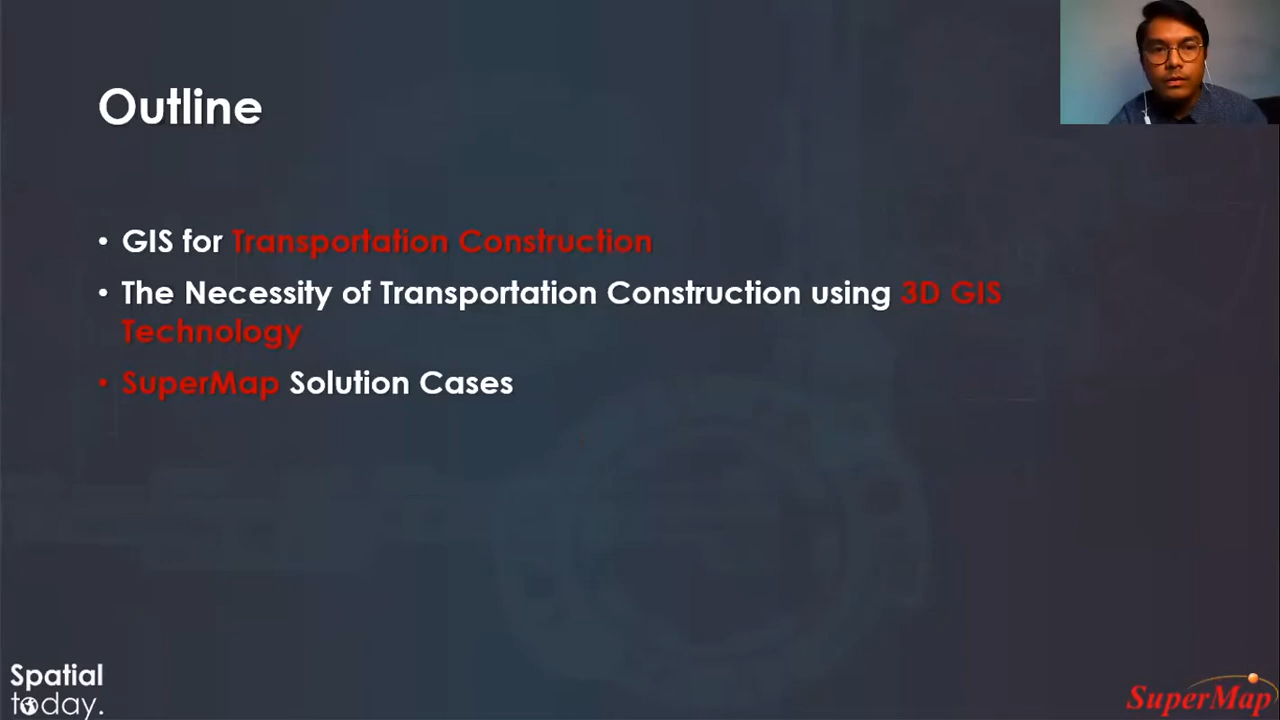 Outline
• GIS for Transportation Construction
• The Necessity of Transportation Construction using 3D GIS
Technology
• SuperMap Solution Cases
Spatial
today.
SuperMap